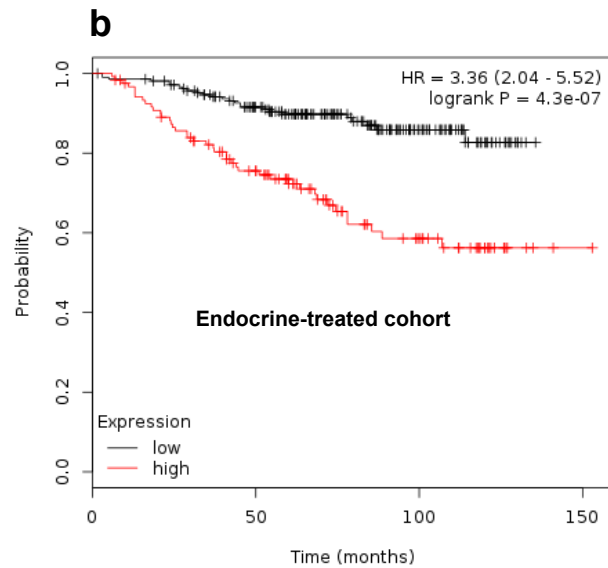 b
HR = 3.36 (2.04 - 5.52)
logrank P = 4.3e-07
1.0
0.8
0.6
0.4
0.2
0.0
Probability
Endocrine-treated cohort
Expression
low
high
0
50
100
150
Time (months)